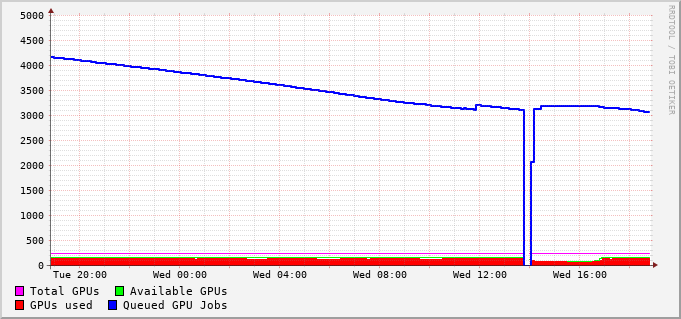 5000
4500
4000
3500
3000
2500
2000
1500
1000
500
0
Tue 20:00 Wed 00:00 Wed 04:00 Wed 08:00 Wed 12:00 Wed 16:00
Total GPUs Available GPUs
GPUs used Queued GPU Jobs
RRDTOOL / TOBI OETIKER